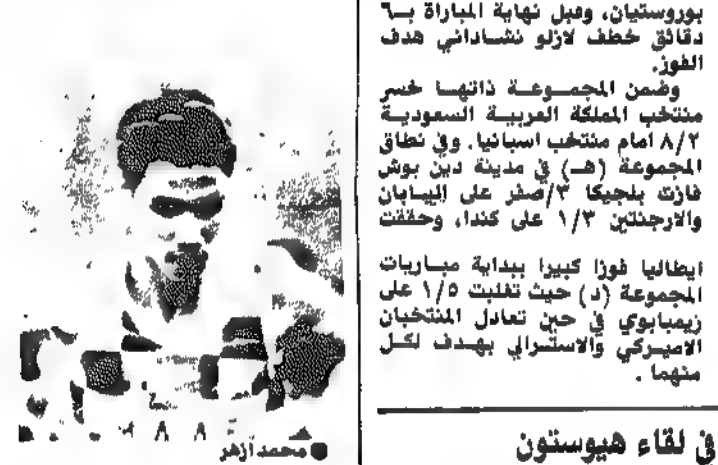 بوروستيان، وقبل نهاية المباراة بـ٦
دقائق خطف لازلو نشاداني هدف
الفوز.
وضمن المجموعة ذاتها خسر
منتخب المملكة العربية السعودية
٨/٢ امام منتخب اسبانيا. وفي نطاق
المجموعة (هـ) في مدينة دين بوش
فازت بلجيكا ٣/صفر على اليابان
والارجنتين ٣/١ على كندا، وحققت
ايطاليا فوزا كبيرا ببداية مباريات
المجموعة (د) حيث تغلبت ٥/١ على
زيمبابوي في حين تعادل المنتخبان
الاميركي والاسترالي بهدف لكل
منهما.
محمد ازهر
في لقاء هيوستون